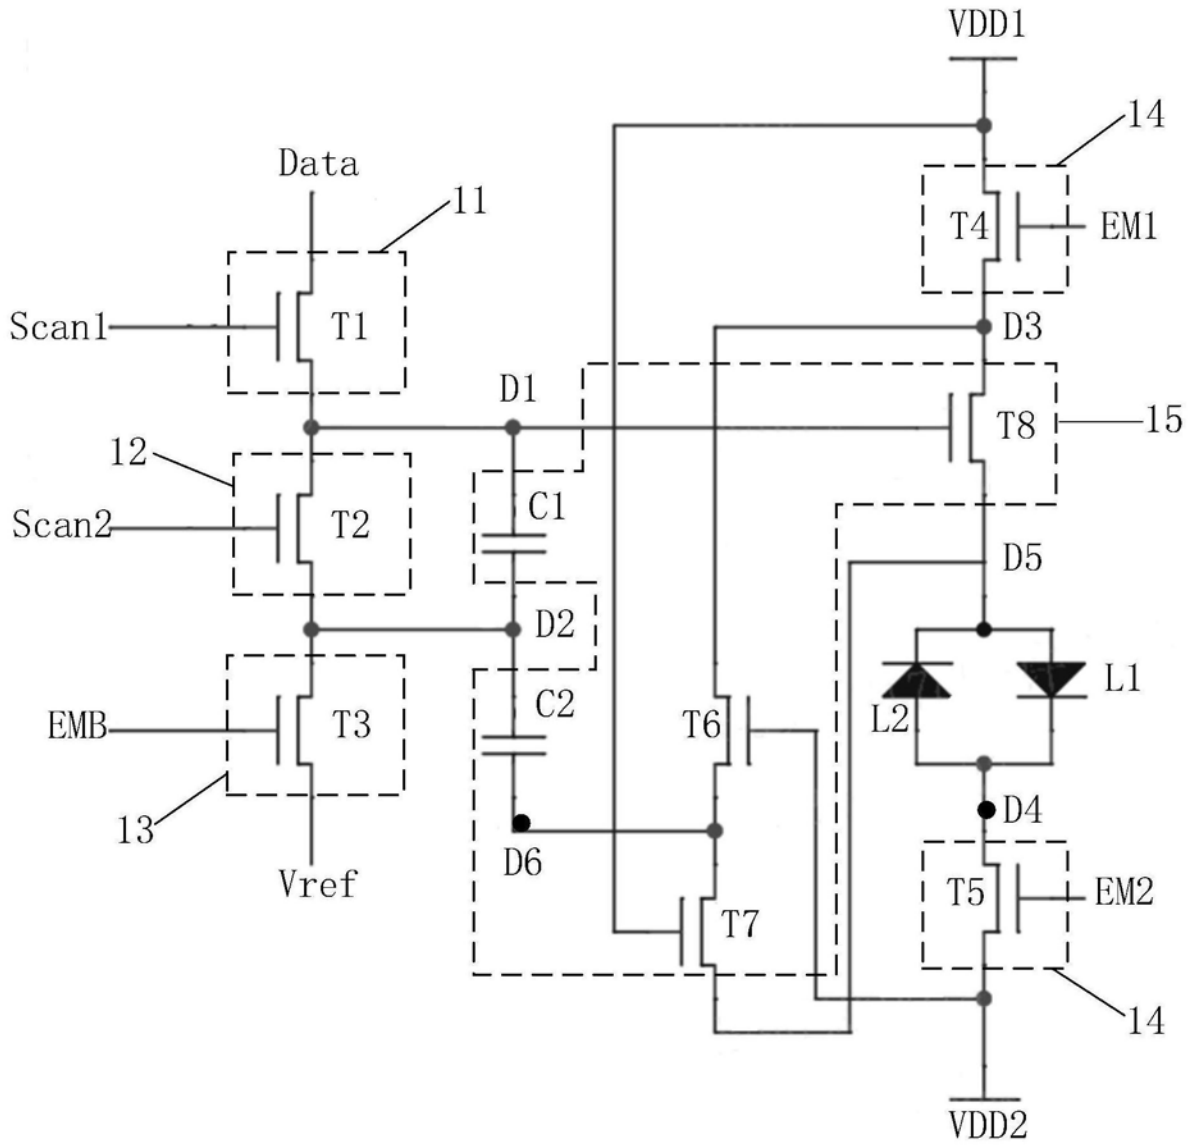 VDD1
14
Data
11
T4
EM1
Scan1
T1
D3
D1
T8
15
12
C1
Scan2
T2
D5
D2
L1
C2
L2
EMB
T3
T6
D4
13
D6
Vref
T5
EM2
T7
14
VDD2